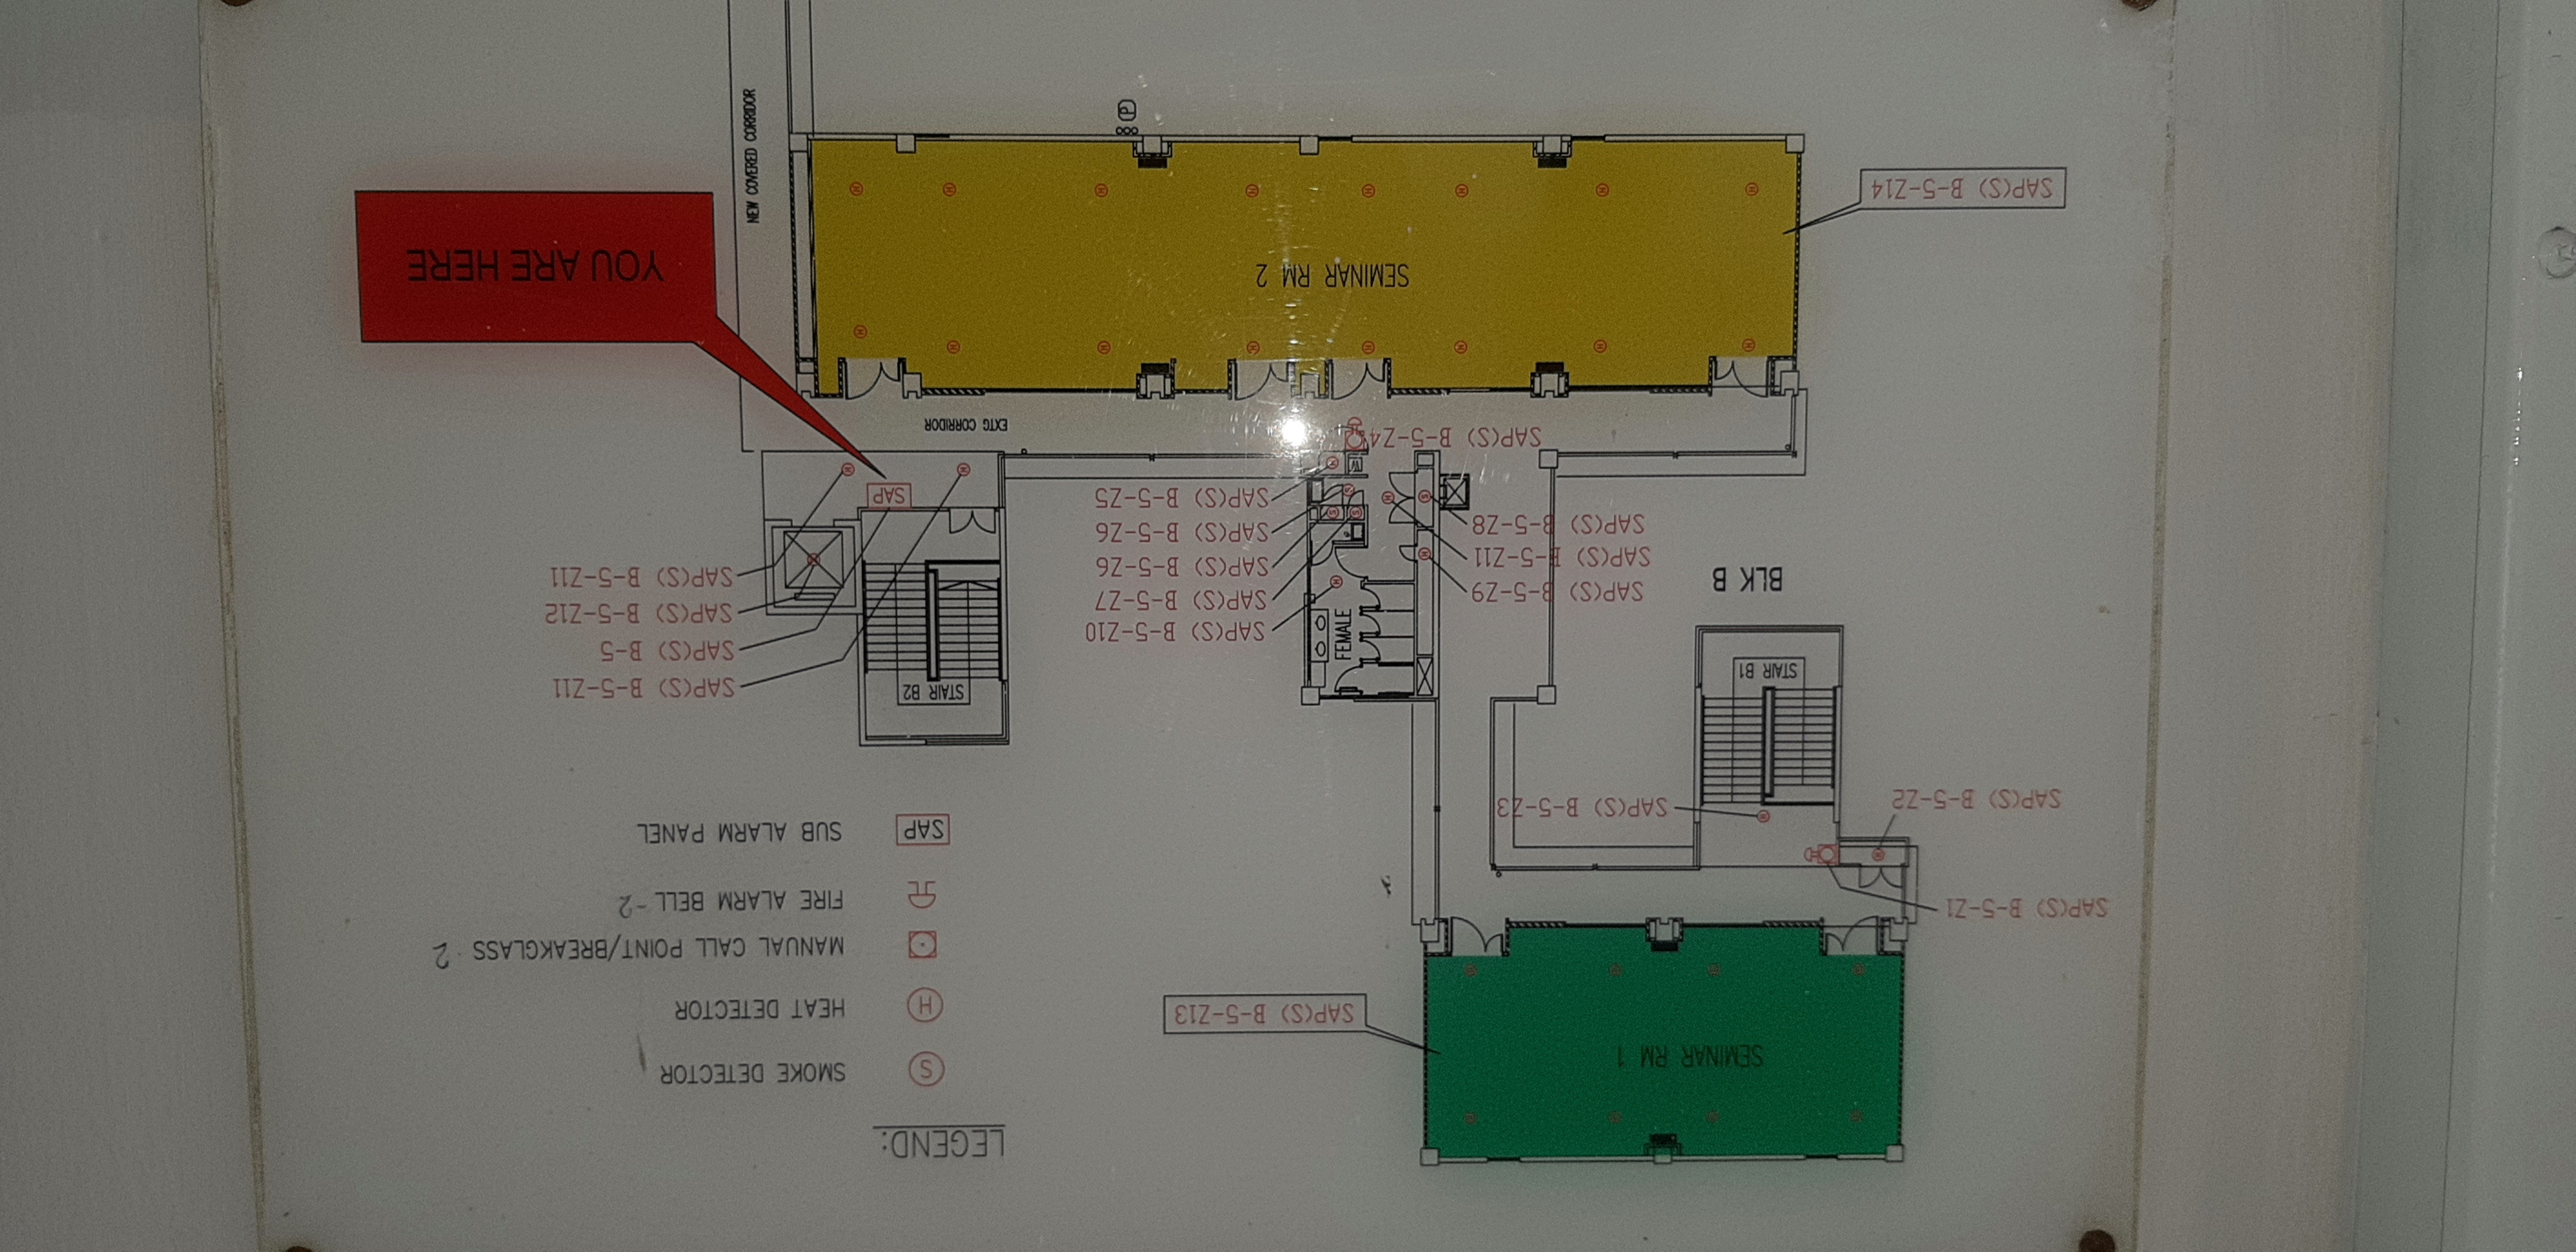 LEGEND:
S SMOKE DETECTOR
H HEAT DETECTOR
MANUAL CALL POINT/BREAKGLASS 2
FIRE ALARM BELL -2
SAP SUB ALARM PANEL
SEMINAR RM 1
SAP(S) B-5-Z13
SAP(S) B-5-Z1
SAP(S) B-5-Z2
SAP(S) B-5-Z3
STAIR B1
BLK B
FEMALE
SAP(S) B-5-Z10
SAP(S) B-5-Z7
SAP(S) B-5-Z6
SAP(S) B-5-Z6
SAP(S) B-5-Z5
SAP(S) B-5-Z9
SAP(S) B-5-Z11
SAP(S) B-5-Z8
SAP(S) B-5-Z4
STAIR B2
SAP(S) B-5-Z11
SAP(S) B-5
SAP(S) B-5-Z12
SAP(S) B-5-Z11
SAP
EXTG CORRIDOR
YOU ARE HERE
SEMINAR RM 2
SAP(S) B-5-Z14
NEW COVERED CORRIDOR